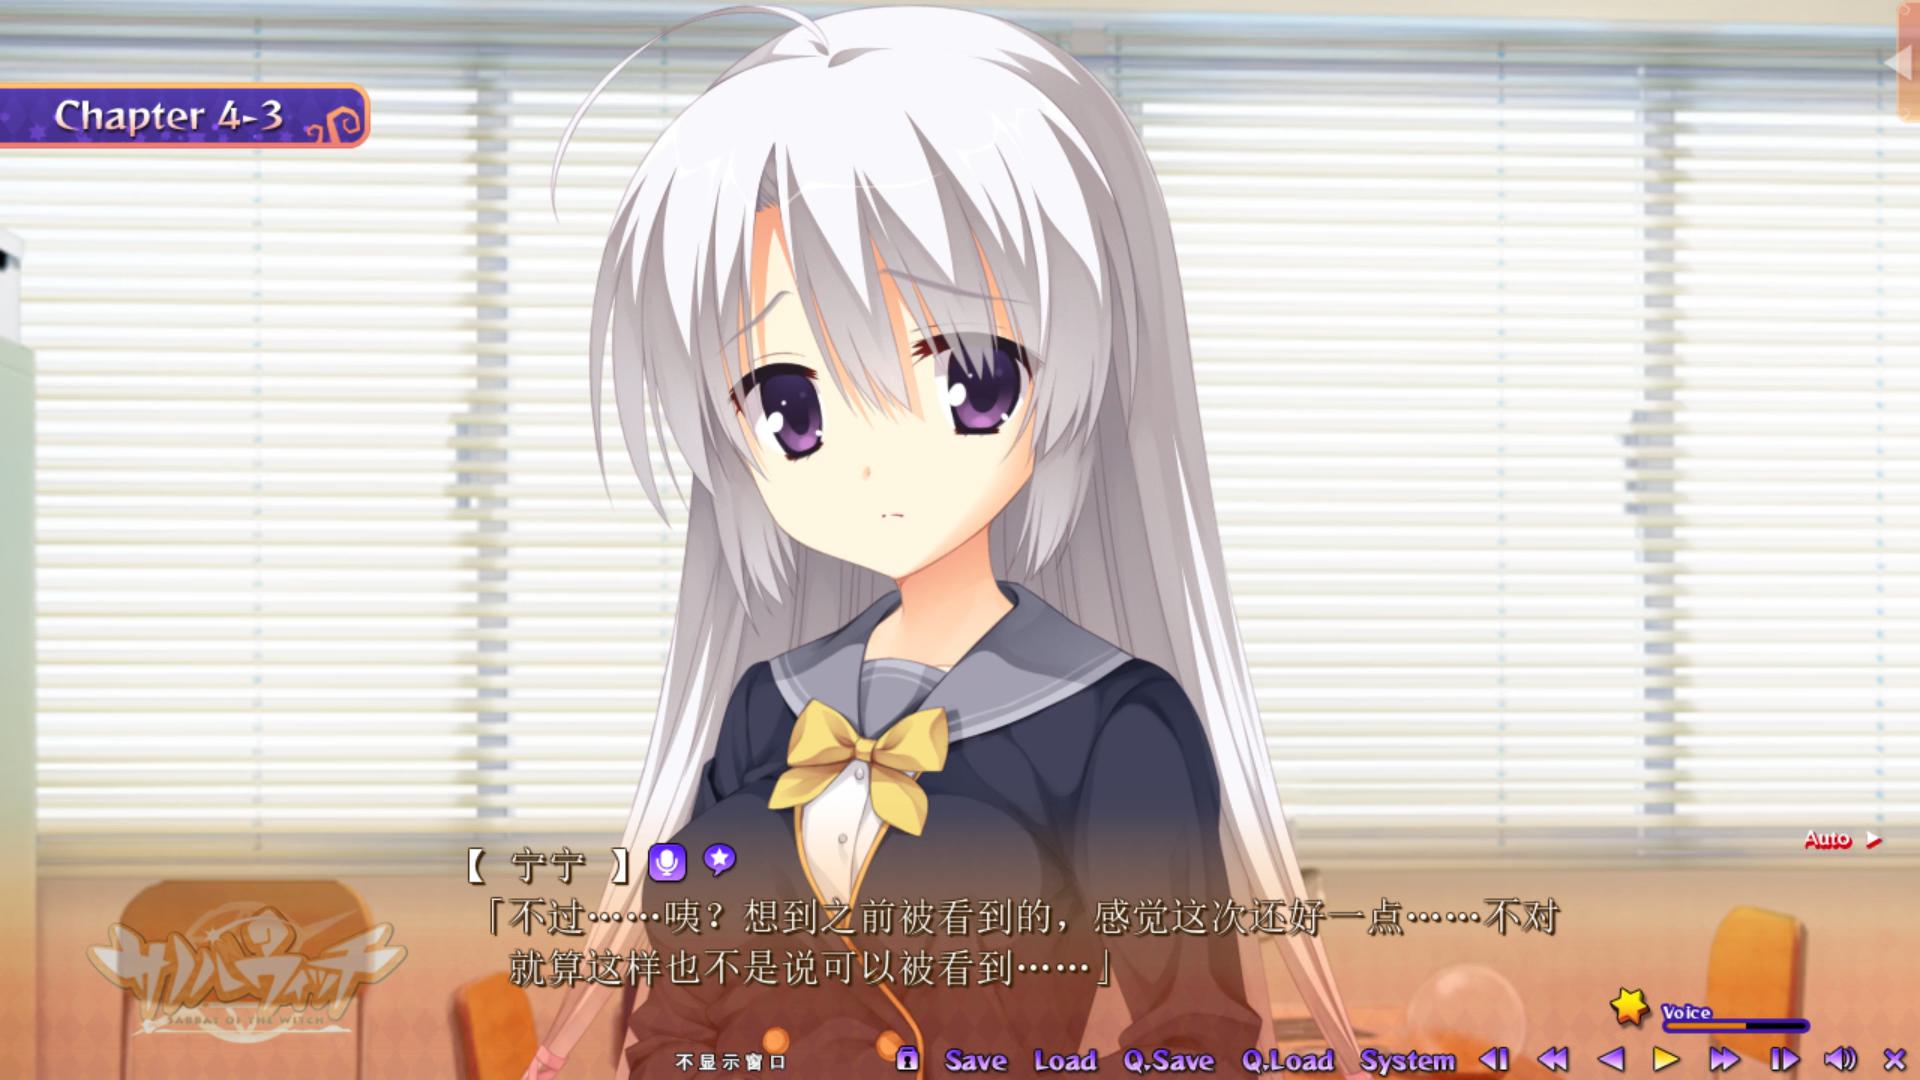 Chapter 4-3
Auto
【 宁宁 】
「不过……咦？想到之前被看到的，感觉这次还好一点……不对
就算这样也不是说可以被看到……」
サノバウィッチ
SABBAT OF THE WITCH
Voice
不显示窗口 Save Load Q.Save Q.Load System